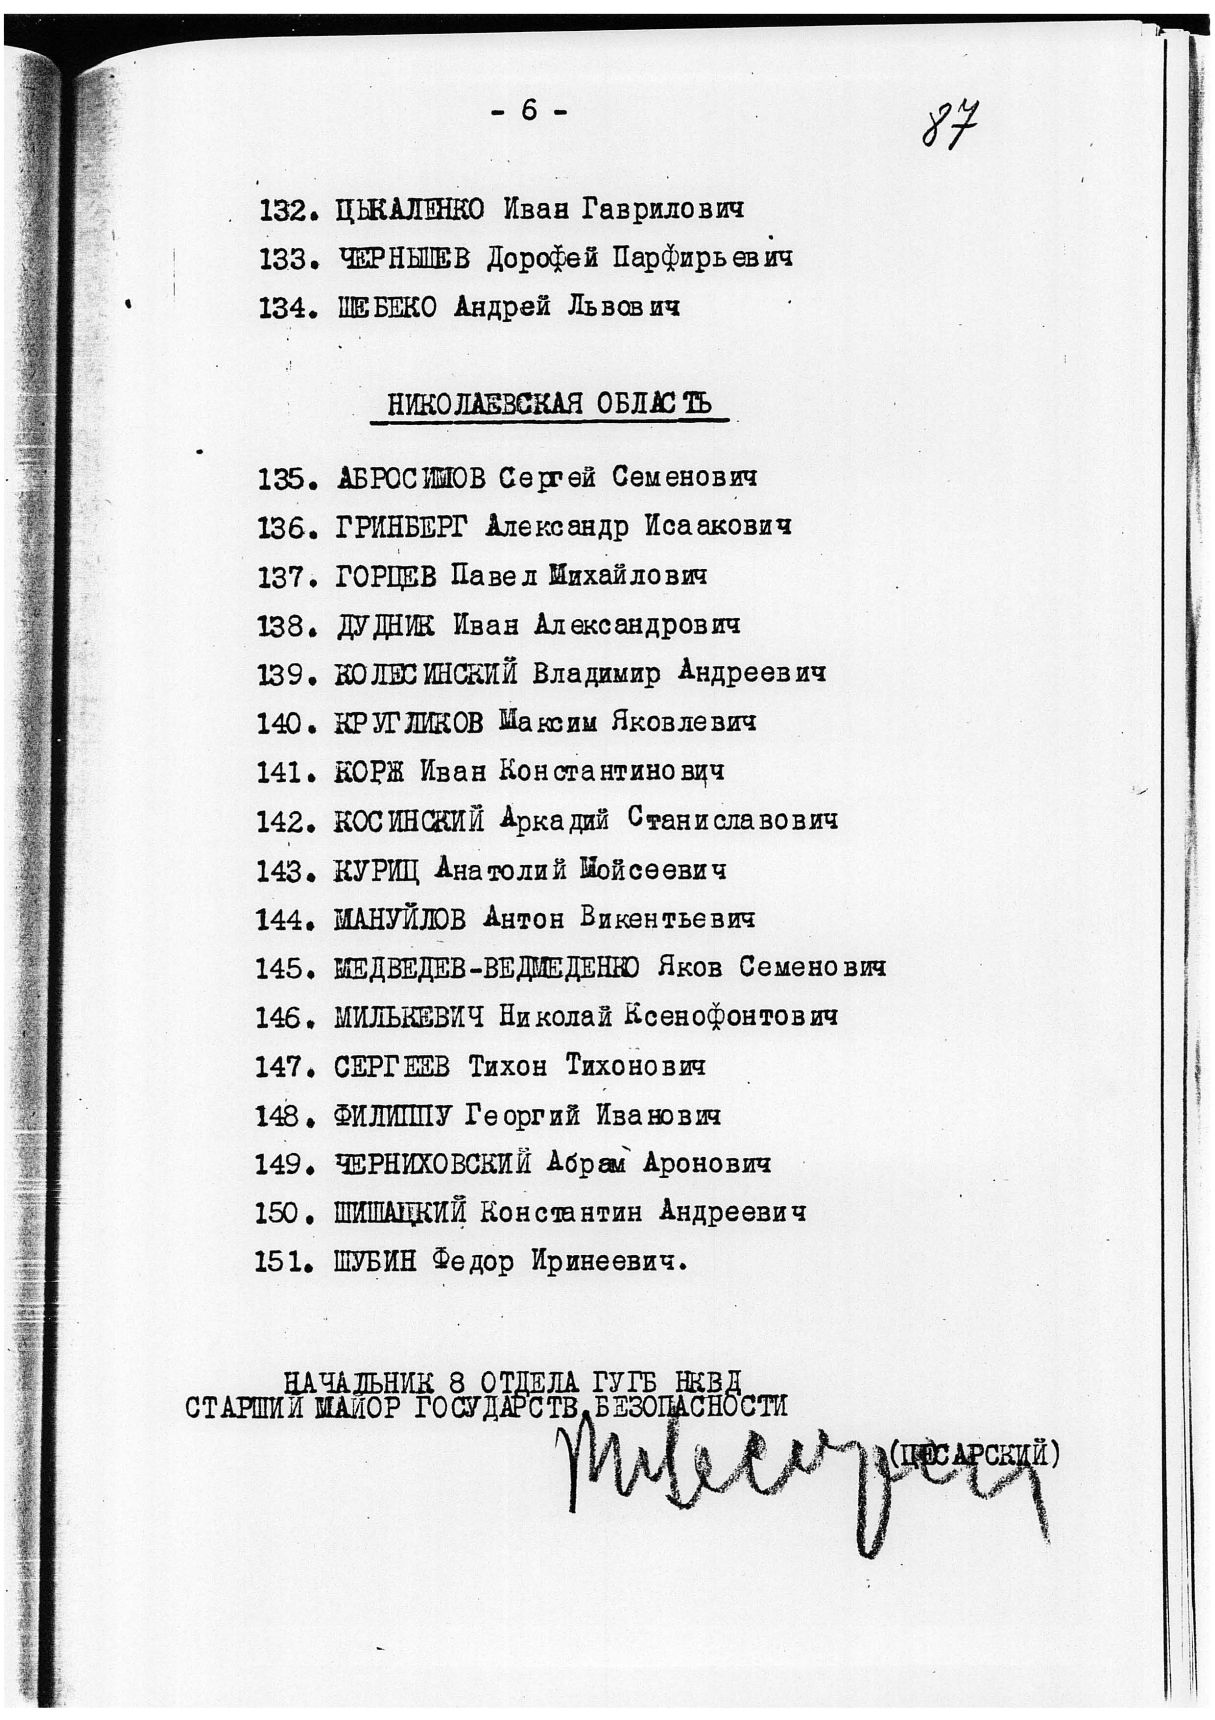 - 6 -
87
132. ЦЫКАЛЕНКО Иван Гаврилович
133. ЧЕРНЫШЕВ Дорофей Парфирьевич
134. ШЕБЕКО Андрей Львович
НИКОЛАЕВСКАЯ ОБЛАСТЬ
135. АБРОСИМОВ Сергей Семенович
136. ГРИНБЕРГ Александр Исаакович
137. ГОРЦЕВ Павел Михайлович
138. ДУДНИК Иван Александрович
139. КОЛЕСИНСКИЙ Владимир Андреевич
140. КРУГЛИКОВ Максим Яковлевич
141. КОРЖ Иван Константинович
142. КОСИНСКИЙ Аркадий Станиславович
143. КУРИЦ Анатолий Мойсеевич
144. МАНУЙЛОВ Антон Викентьевич
145. МЕДВЕДЕВ-ВЕДМЕДЕНКО Яков Семенович
146. МИЛЬКЕВИЧ Николай Ксенофонтович
147. СЕРГЕЕВ Тихон Тихонович
148. ФИЛИППУ Георгий Иванович
149. ЧЕРНИХОВСКИЙ Абрам Аронович
150. ШИШАЦКИЙ Константин Андреевич
151. ШУБИН Федор Иринеевич.
НАЧАЛЬНИК 8 ОТДЕЛА ГУГБ НКВД
СТАРШИЙ МАЙОР ГОСУДАРСТВ.БЕЗОПАСНОСТИ
(ЦЕСАРСКИЙ)